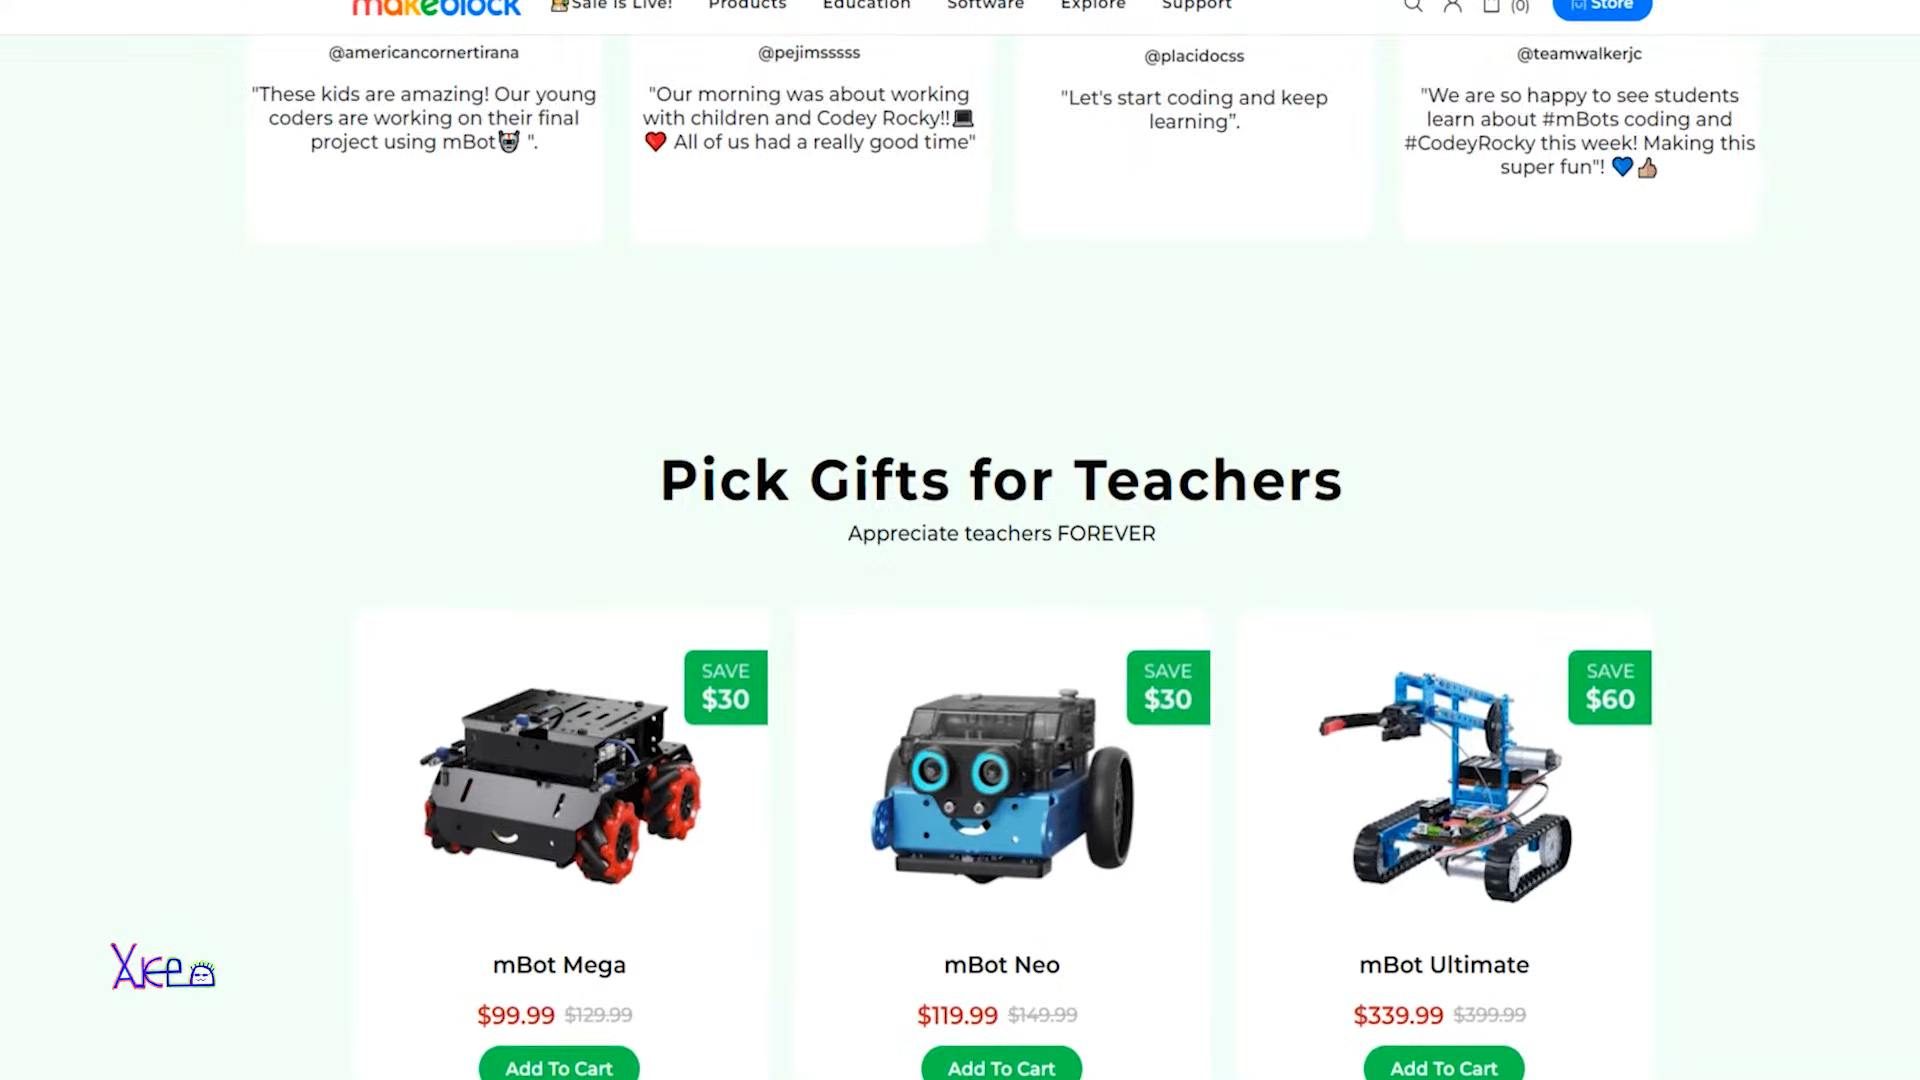 makeblock
Sale is Live!
Products
Education
Software
Explore
Support
(0)
Store
@americancornertirana
"These kids are amazing! Our young
coders are working on their final
project using mBot ".
@pejimsssss
"Our morning was about working
with children and Codey Rocky!!
All of us had a really good time"
@placidocss
"Let's start coding and keep
learning”.
@teamwalkerjc
"We are so happy to see students
learn about #mBots coding and
#CodeyRocky this week! Making this
super fun"!
Pick Gifts for Teachers
Appreciate teachers FOREVER
SAVE
$30
mBot Mega
$99.99 $129.99
Add To Cart
SAVE
$30
mBot Neo
$119.99 $149.99
Add To Cart
SAVE
$60
mBot Ultimate
$339.99 $399.99
Add To Cart